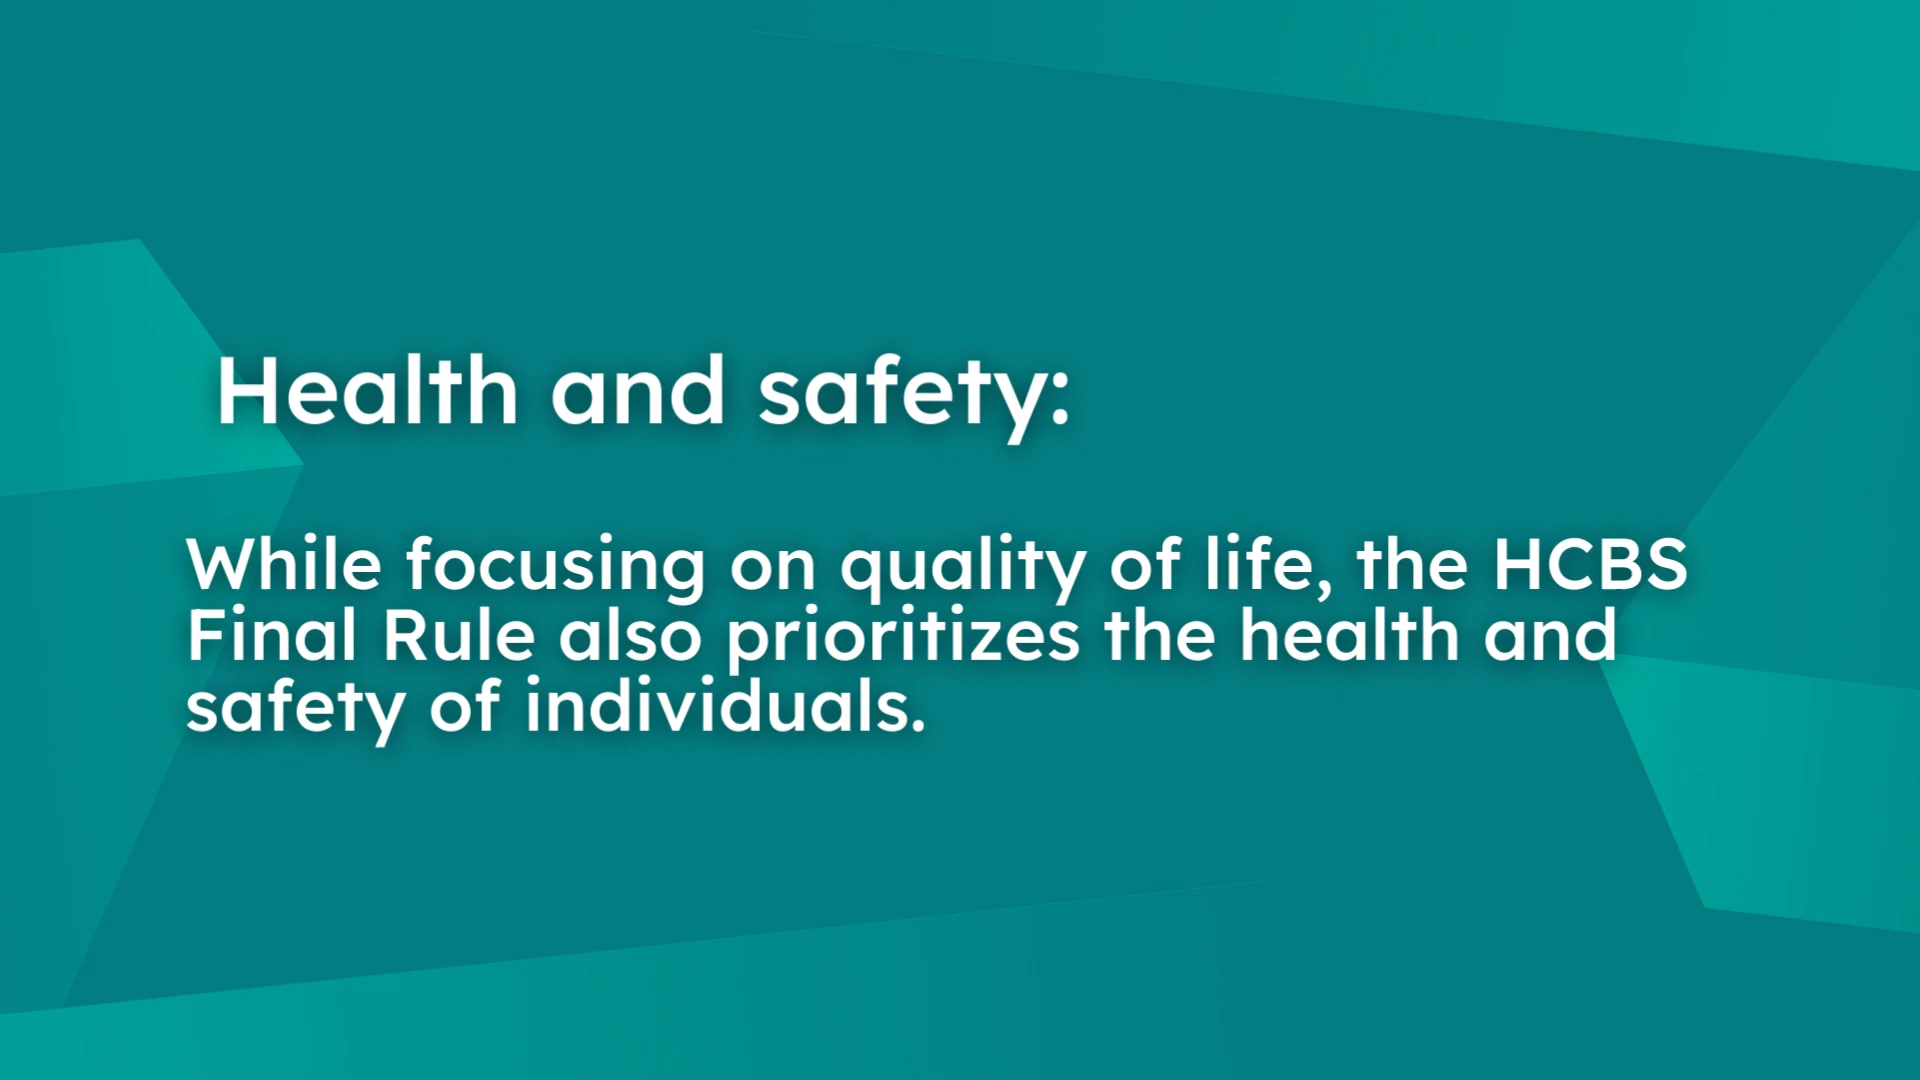 Health and safety:
While focusing on quality of life, the HCBS
Final Rule also prioritizes the health and
safety of individuals.